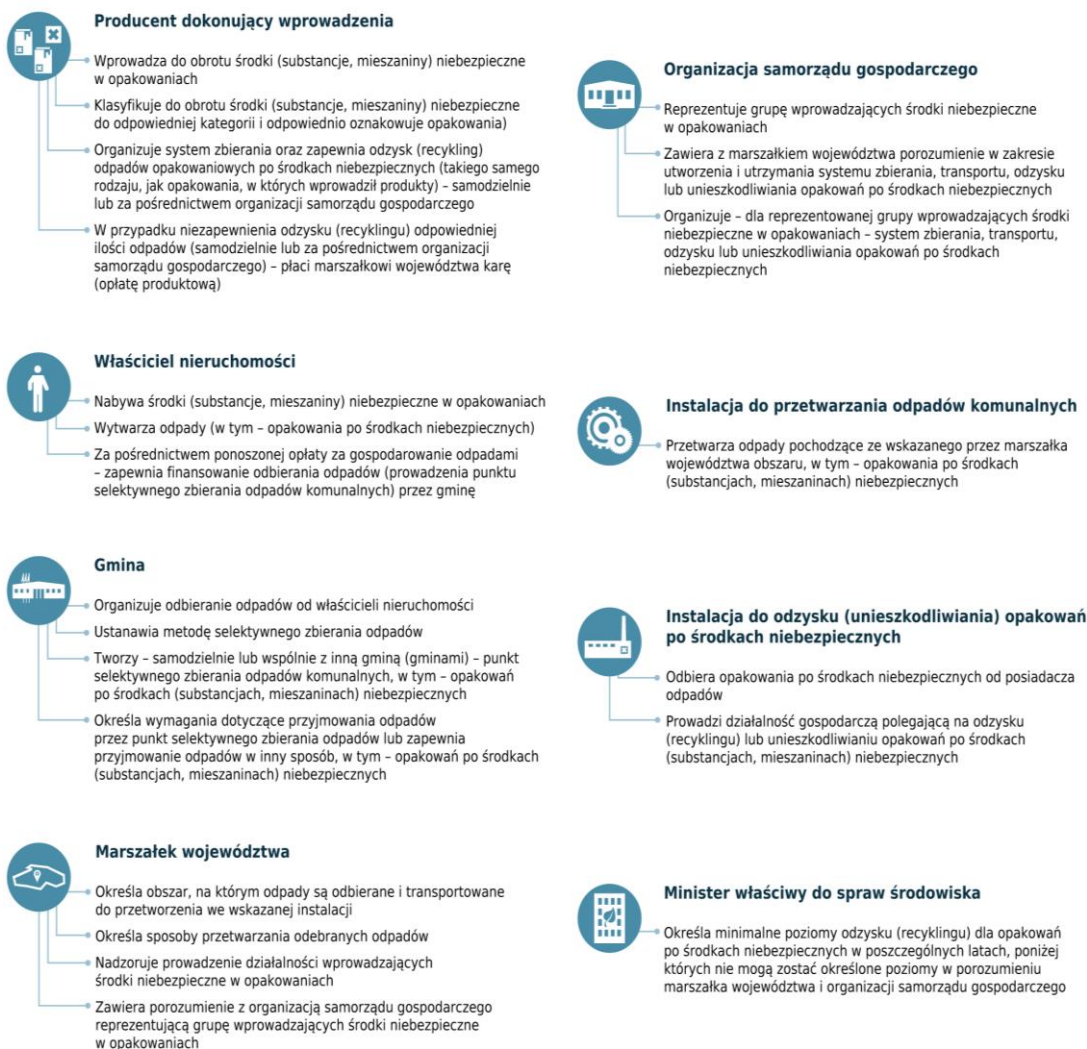 Producent dokonujący wprowadzenia
Wprowadza do obrotu środki (substancje, mieszaniny) niebezpieczne
w opakowaniach
Klasyfikuje do obrotu środki (substancje, mieszaniny) niebezpieczne
do odpowiedniej kategorii i odpowiednio oznakowuje opakowania)
Organizuje system zbierania oraz zapewnia odzysk (recykling)
odpadów opakowaniowych po środkach niebezpiecznych (takiego samego
rodzaju, jak opakowania, w których wprowadził produkty) – samodzielnie
lub za pośrednictwem organizacji samorządu gospodarczego
W przypadku niezapewnienia odzysku (recyklingu) odpowiedniej
ilości odpadów (samodzielnie lub za pośrednictwem organizacji
samorządu gospodarczego) – płaci marszałkowi województwa karę
(opłatę produktową)
Właściciel nieruchomości
Nabywa środki (substancje, mieszaniny) niebezpieczne w opakowaniach
Wytwarza odpady (w tym – opakowania po środkach niebezpiecznych)
Za pośrednictwem ponoszonej opłaty za gospodarowanie odpadami
– zapewnia finansowanie odbierania odpadów (prowadzenia punktu
selektywnego zbierania odpadów komunalnych) przez gminę
Gmina
Organizuje odbieranie odpadów od właścicieli nieruchomości
Ustanawia metodę selektywnego zbierania odpadów
Tworzy – samodzielnie lub wspólnie z inną gminą (gminami) – punkt
selektywnego zbierania odpadów komunalnych, w tym – opakowań
po środkach (substancjach, mieszaninach) niebezpiecznych
Określa wymagania dotyczące przyjmowania odpadów
przez punkt selektywnego zbierania odpadów lub zapewnia
przyjmowanie odpadów w inny sposób, w tym – opakowań po środkach
(substancjach, mieszaninach) niebezpiecznych
Marszałek województwa
Określa obszar, na którym odpady są odbierane i transportowane
do przetworzenia we wskazanej instalacji
Określa sposoby przetwarzania odebranych odpadów
Nadzoruje prowadzenie działalności wprowadzających
środki niebezpieczne w opakowaniach
Zawiera porozumienie z organizacją samorządu gospodarczego
reprezentującą grupę wprowadzających środki niebezpieczne
w opakowaniach
Organizacja samorządu gospodarczego
Reprezentuje grupę wprowadzających środki niebezpieczne
w opakowaniach
Zawiera z marszałkiem województwa porozumienie w zakresie
utworzenia i utrzymania systemu zbierania, transportu, odzysku
lub unieszkodliwiania opakowań po środkach niebezpiecznych
Organizuje – dla reprezentowanej grupy wprowadzających środki
niebezpieczne w opakowaniach – system zbierania, transportu,
odzysku lub unieszkodliwiania opakowań po środkach
niebezpiecznych
Instalacja do przetwarzania odpadów komunalnych
Przetwarza odpady pochodzące ze wskazanego przez marszałka
województwa obszaru, w tym – opakowania po środkach
(substancjach, mieszaninach) niebezpiecznych
Instalacja do odzysku (unieszkodliwiania) opakowań
po środkach niebezpiecznych
Odbiera opakowania po środkach niebezpiecznych od posiadacza
odpadów
Prowadzi działalność gospodarczą polegającą na odzysku
(recyklingu) lub unieszkodliwianiu opakowań po środkach
(substancjach, mieszaninach) niebezpiecznych
Minister właściwy do spraw środowiska
Określa minimalne poziomy odzysku (recyklingu) dla opakowań
po środkach niebezpiecznych w poszczególnych latach, poniżej
których nie mogą zostać określone poziomy w porozumieniu
marszałka województwa i organizacji samorządu gospodarczego